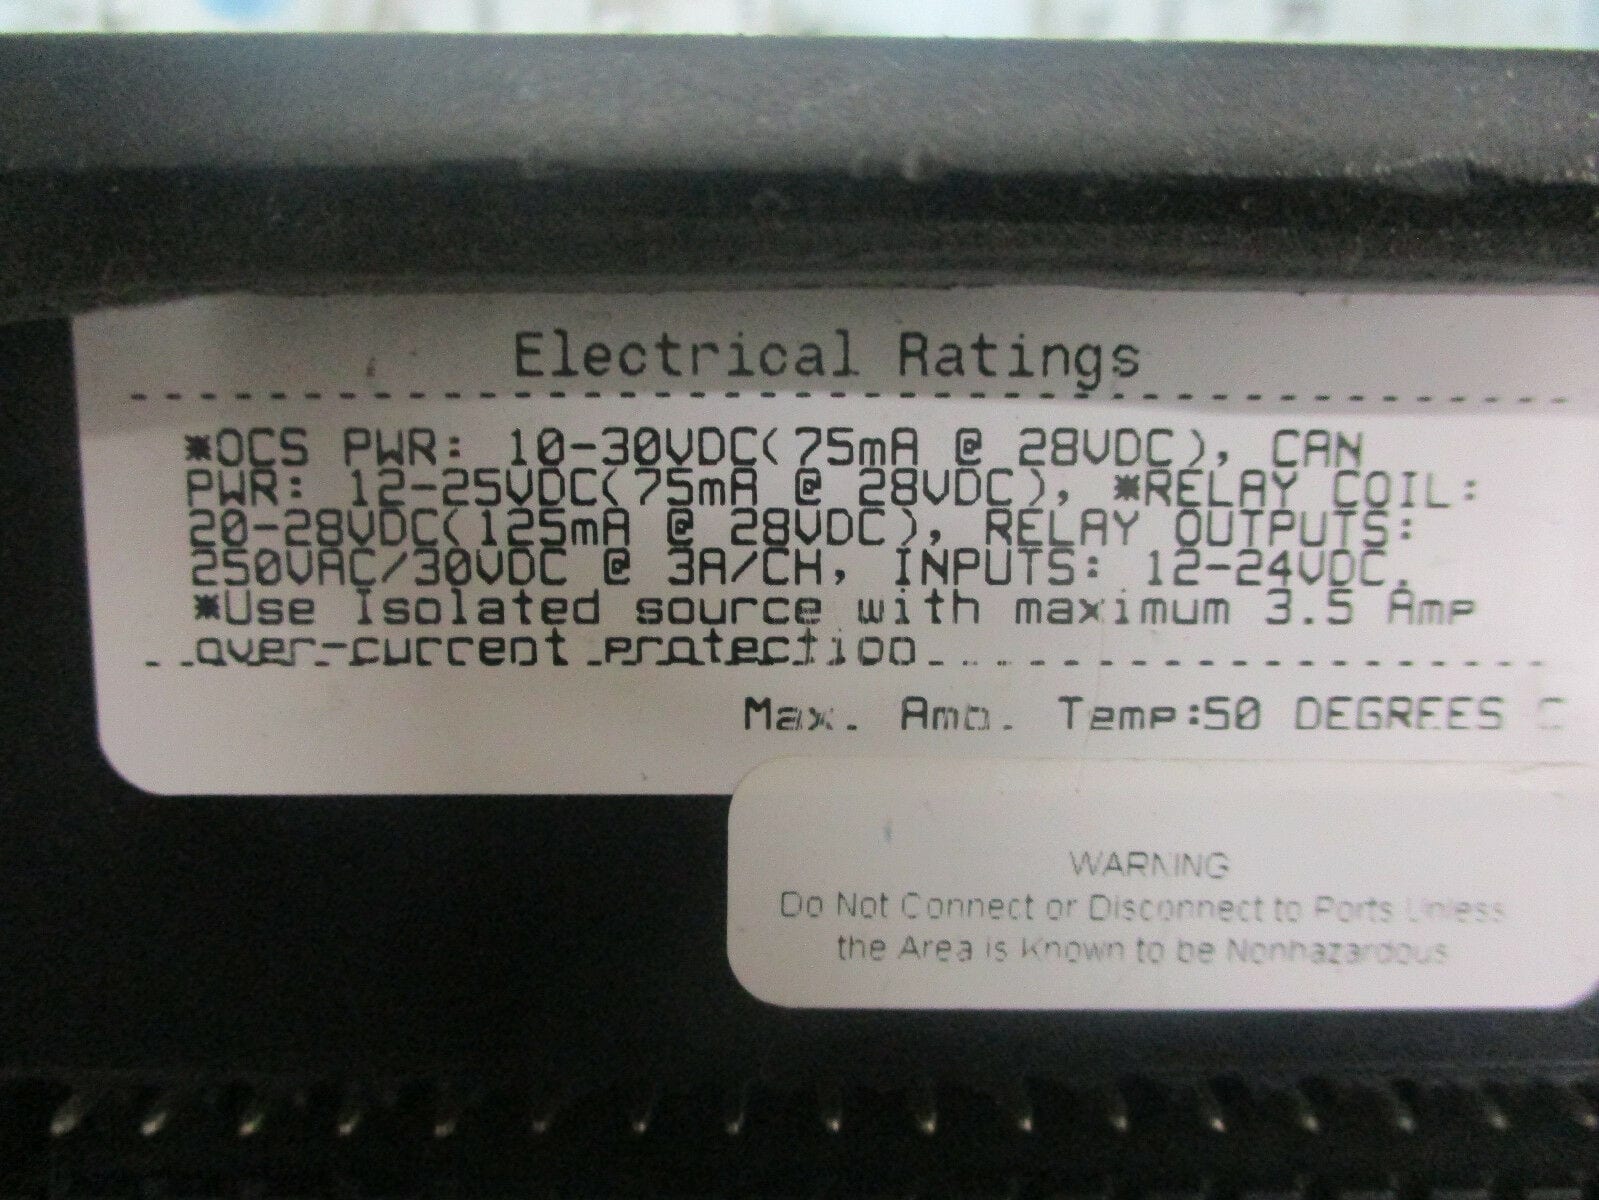 Electrical Ratings
*OCS PWR: 10-30VDC(75mA @ 28VDC), CAN
PWR: 12-25VDC(75mA @ 28VDC), *RELAY COIL:
20-28VDC(125mA @ 28VDC), RELAY OUTPUTS:
250VAC/30VDC @ 3A/CH, INPUTS: 12-24VDC.
*Use Isolated source with maximum 3.5 Amp
over-current protection
Max. Amb. Temp:50 DEGREES C
WARNING
Do Not Connect or Disconnect to Ports Unless
the Area is Known to be Nonhazardous